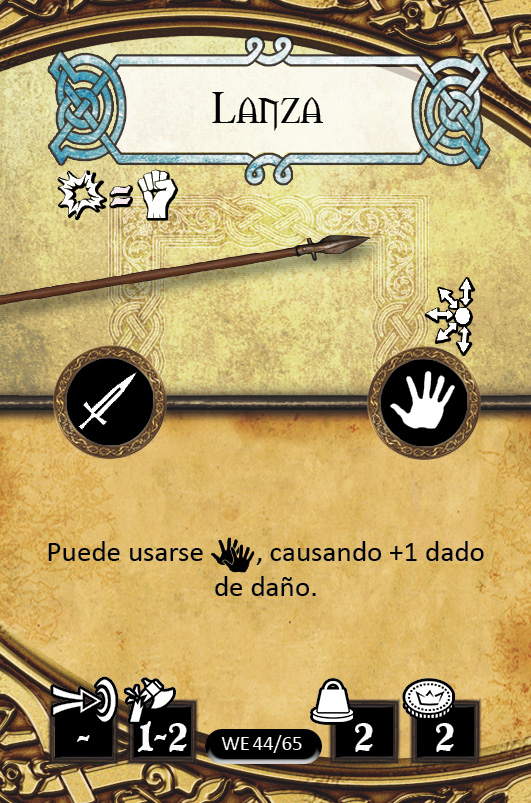 Lanza
=
Puede usarse , causando +1 dado
de daño.
- 1-2 WE 44/65 2 2